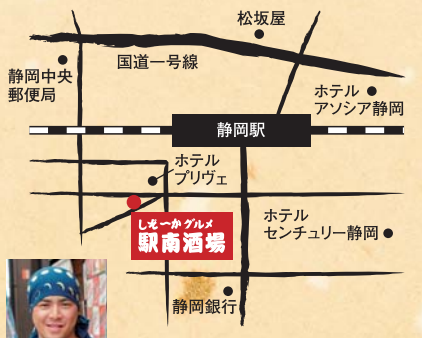 松坂屋
国道一号線
静岡中央
郵便局
ホテル
アソシア静岡
静岡駅
ホテル
プリヴェ
しぞ〜かグルメ
駅南酒場
ホテル
センチュリー静岡
静岡銀行